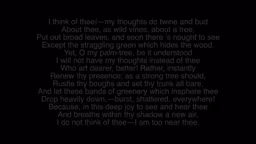 I think of thee!—my thoughts do twine and bud
About thee, as wild vines, about a tree,
Put out broad leaves, and soon there is nought to see
Except the straggling green which hides the wood.
Yet, O my palm-tree, be it understood
I will not have my thoughts instead of thee
Who art dearer, better! Rather, instantly
Renew thy presence; as a strong tree should,
Rustle thy boughs and set thy trunk all bare,
And let these bands of greenery which insphere thee
Drop heavily down,—burst, shattered, everywhere!
Because, in this deep joy to see and hear thee
And breathe within thy shadow a new air,
I do not think of thee—I am too near thee.